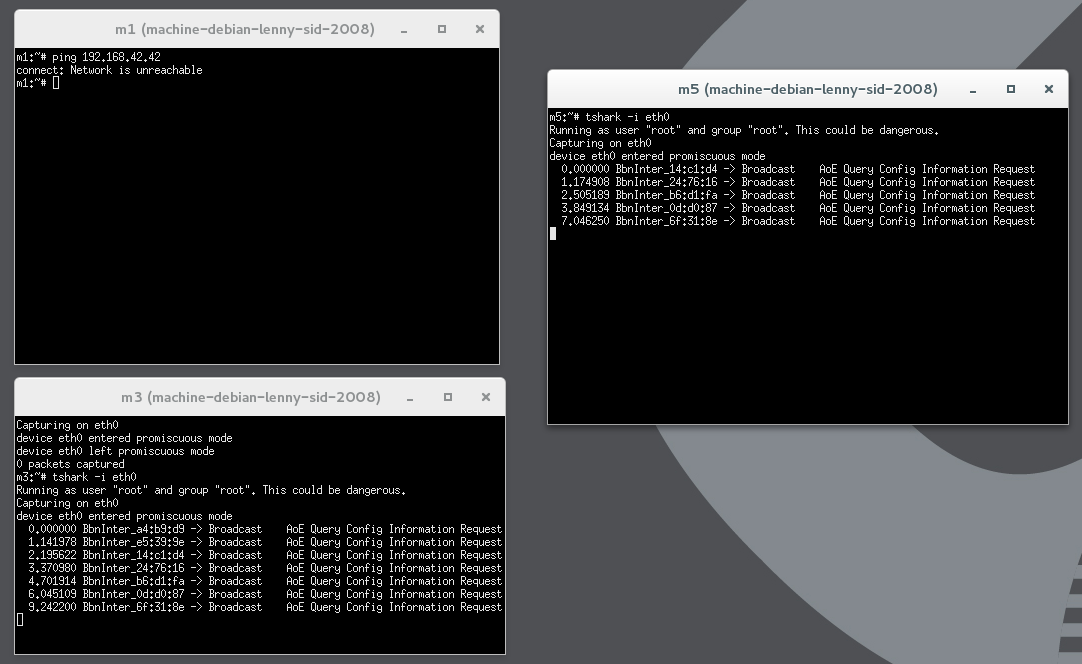 m1 (machine-debian-lenny-sid-2008)
m1:~# ping 192.168.42.42
connect: Network is unreachable
m1:~#
m5 (machine-debian-lenny-sid-2008)
m5:~# tshark -i eth0
Running as user "root" and group "root". This could be dangerous.
Capturing on eth0
device eth0 entered promiscuous mode
0.000000 BbnInter_14:c1:d4 -> Broadcast    AoE Query Config Information Request
1.174908 BbnInter_24:76:16 -> Broadcast    AoE Query Config Information Request
2.505189 BbnInter_b6:d1:fa -> Broadcast    AoE Query Config Information Request
3.849134 BbnInter_0d:d0:87 -> Broadcast    AoE Query Config Information Request
7.046250 BbnInter_6f:31:8e -> Broadcast    AoE Query Config Information Request
m3 (machine-debian-lenny-sid-2008)
Capturing on eth0
device eth0 entered promiscuous mode
device eth0 left promiscuous mode
0 packets captured
m3:~# tshark -i eth0
Running as user "root" and group "root". This could be dangerous.
Capturing on eth0
device eth0 entered promiscuous mode
0.000000 BbnInter_a4:b9:d9 -> Broadcast    AoE Query Config Information Request
1.141978 BbnInter_e5:39:9e -> Broadcast    AoE Query Config Information Request
2.195622 BbnInter_14:c1:d4 -> Broadcast    AoE Query Config Information Request
3.370980 BbnInter_24:76:16 -> Broadcast    AoE Query Config Information Request
4.701914 BbnInter_b6:d1:fa -> Broadcast    AoE Query Config Information Request
6.045109 BbnInter_0d:d0:87 -> Broadcast    AoE Query Config Information Request
9.242200 BbnInter_6f:31:8e -> Broadcast    AoE Query Config Information Request